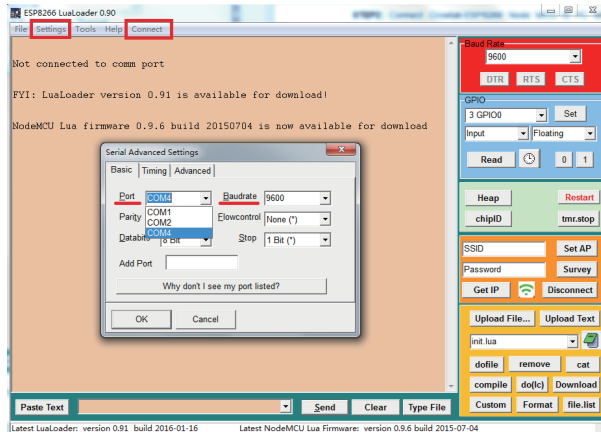 ESP8266 LuaLoader 0.90
File Settings Tools Help Connect
Not connected to comm port
FYI: LuaLoader version 0.91 is available for download!
NodeMCU Lua firmware 0.9.6 build 20150704 is now available for download
Serial Advanced Settings
Basic Timing Advanced
Port COM4 Baudrate 9600
COM1
COM2
COM4
Parity Flowcontrol None (*)
Databits 8 Bit Stop 1 Bit (*)
Add Port
Why don't I see my port listed?
OK Cancel
Baud Rate
9600
DTR RTS CTS
GPIO
3 GPIO0 Set
Input Floating
Read 0 1
Heap Restart
chipID tmr.stop
SSID Set AP
Password Survey
Get IP Disconnect
Upload File... Upload Text
init.lua
dofile remove cat
compile do(lc) Download
Custom Format file.list
Paste Text Send Clear Type File
Latest LuaLoader: version 0.91 build 2016-01-16 Latest NodeMCU Lua Firmware: version 0.9.6 build 2015-07-04